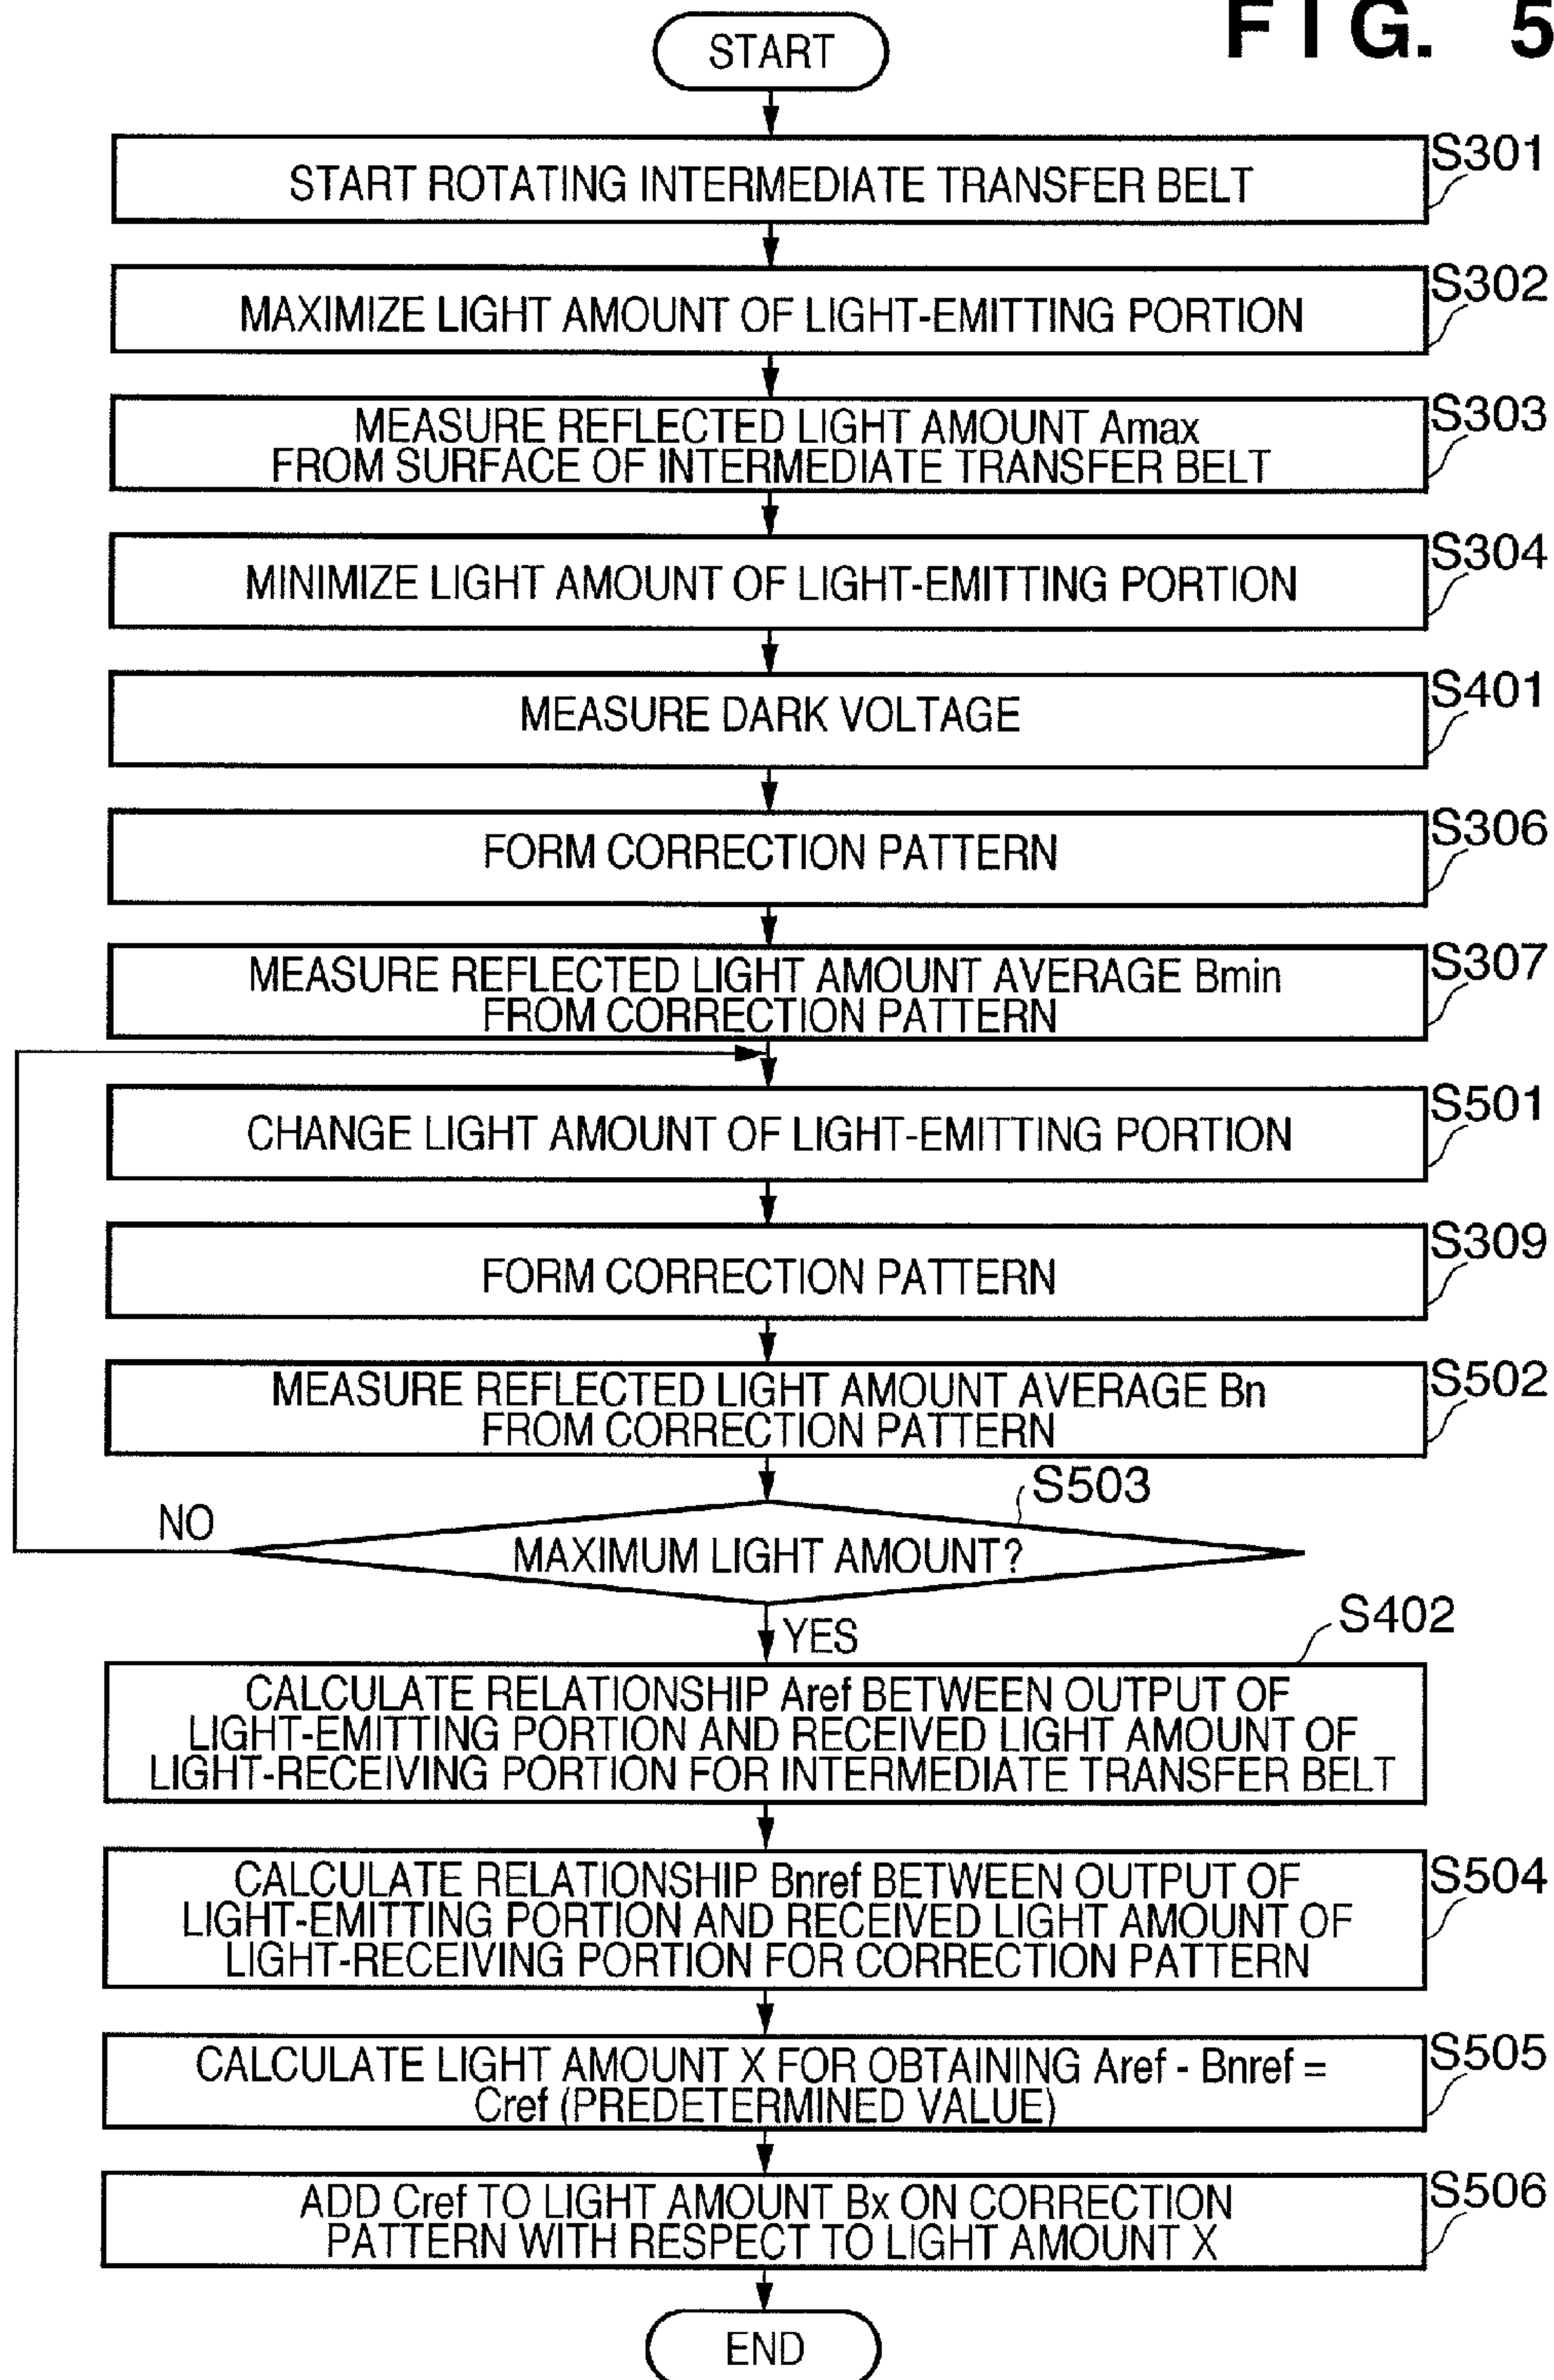 FIG. 5
START
S301
START ROTATING INTERMEDIATE TRANSFER BELT
S302
MAXIMIZE LIGHT AMOUNT OF LIGHT-EMITTING PORTION
S303
MEASURE REFLECTED LIGHT AMOUNT Amax
FROM SURFACE OF INTERMEDIATE TRANSFER BELT
S304
MINIMIZE LIGHT AMOUNT OF LIGHT-EMITTING PORTION
S401
MEASURE DARK VOLTAGE
S306
FORM CORRECTION PATTERN
S307
MEASURE REFLECTED LIGHT AMOUNT AVERAGE Bmin
FROM CORRECTION PATTERN
S501
CHANGE LIGHT AMOUNT OF LIGHT-EMITTING PORTION
S309
FORM CORRECTION PATTERN
S502
MEASURE REFLECTED LIGHT AMOUNT AVERAGE Bn
FROM CORRECTION PATTERN
S503
NO
MAXIMUM LIGHT AMOUNT?
YES
S402
CALCULATE RELATIONSHIP Aref BETWEEN OUTPUT OF
LIGHT-EMITTING PORTION AND RECEIVED LIGHT AMOUNT OF
LIGHT-RECEIVING PORTION FOR INTERMEDIATE TRANSFER BELT
S504
CALCULATE RELATIONSHIP Bnref BETWEEN OUTPUT OF
LIGHT-EMITTING PORTION AND RECEIVED LIGHT AMOUNT OF
LIGHT-RECEIVING PORTION FOR CORRECTION PATTERN
S505
CALCULATE LIGHT AMOUNT X FOR OBTAINING Aref - Bnref =
Cref (PREDETERMINED VALUE)
S506
ADD Cref TO LIGHT AMOUNT Bx ON CORRECTION
PATTERN WITH RESPECT TO LIGHT AMOUNT X
END